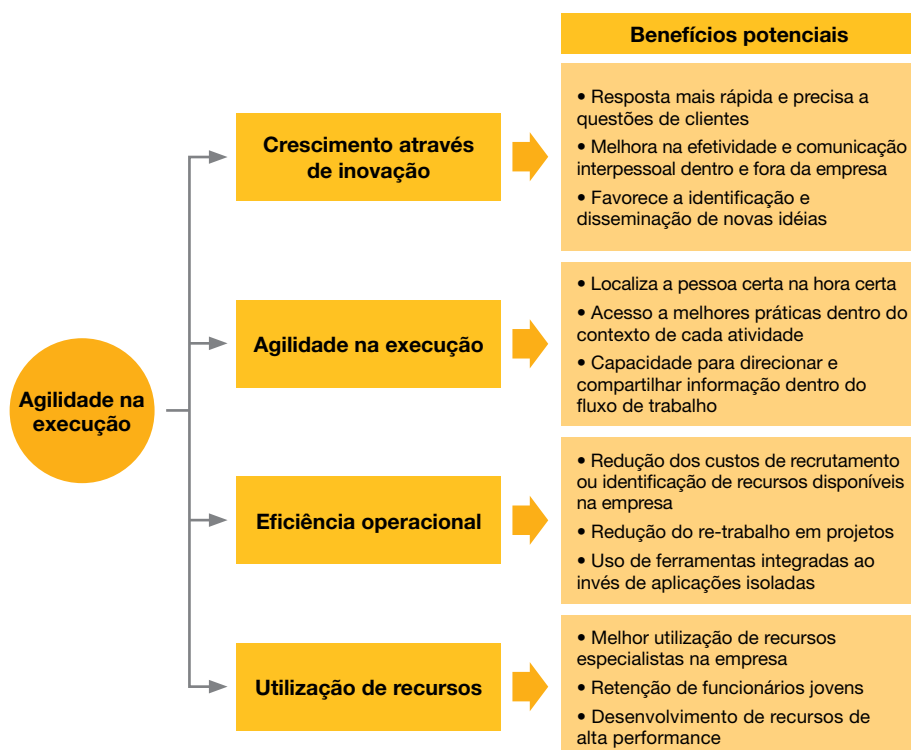 Benefícios potenciais
Agilidade na
execução
Crescimento através
de inovação
• Resposta mais rápida e precisa a
questões de clientes
• Melhora na efetividade e comunicação
interpessoal dentro e fora da empresa
• Favorece a identificação e
disseminação de novas idéias
Agilidade na execução
• Localiza a pessoa certa na hora certa
• Acesso a melhores práticas dentro do
contexto de cada atividade
• Capacidade para direcionar e
compartilhar informação dentro do
fluxo de trabalho
Eficiência operacional
• Redução dos custos de recrutamento
ou identificação de recursos disponíveis
na empresa
• Redução do re-trabalho em projetos
• Uso de ferramentas integradas ao
invés de aplicações isoladas
Utilização de recursos
• Melhor utilização de recursos
especialistas na empresa
• Retenção de funcionários jovens
• Desenvolvimento de recursos de
alta performance